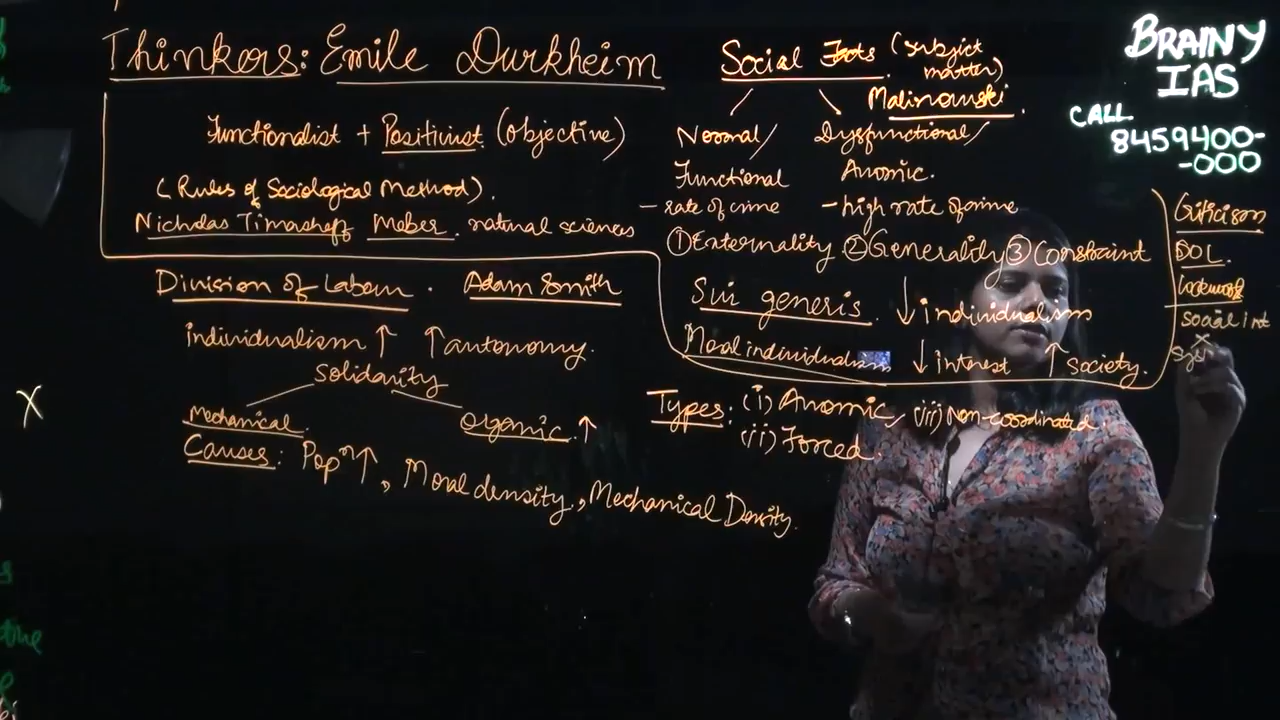 Thinkers: Emile Durkheim
Functionalist + Positivist (objective)
(Rules of Sociological Method).
Nicholas Timasheff Meber. natural sciences
Social Facts (subject matter)
Malinowski.
Normal/ Dysfunctional/
Functional Anomic.
- rate of crime - high rate of crime
① Externality ② Generality ③ Constraint
Sui generis. ↓ individualism
Moral individualism ↓ interest ↑ Society.
Division of Labour. Adam Smith
individualism ↑ ↑ autonomy.
Solidarity
Mechanical. Organic. ↑
Causes: Popn ↑, Moral density, Mechanical Density.
Types: (i) Anomic, (iii) Non-coordinated.
(ii) Forced.
Criticism
DOL.
social int
X
X
BRAINY
IAS
CALL
8459400-
-000